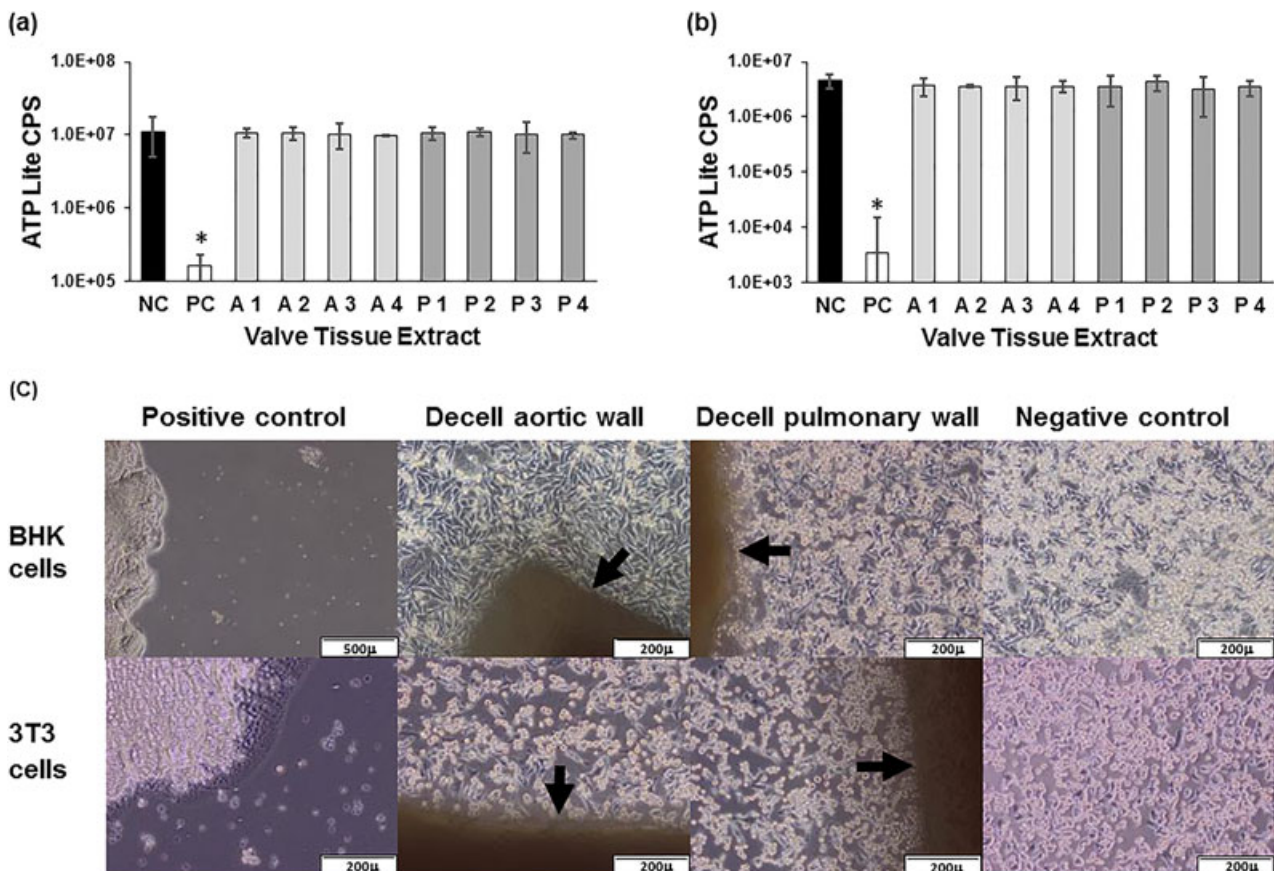 (a)
1.0E+08
1.0E+07
1.0E+06
1.0E+05
ATP Lite CPS
*
NC PC A 1 A 2 A 3 A 4 P 1 P 2 P 3 P 4
Valve Tissue Extract
(b)
1.0E+07
1.0E+06
1.0E+05
1.0E+04
1.0E+03
ATP Lite CPS
*
NC PC A 1 A 2 A 3 A 4 P 1 P 2 P 3 P 4
Valve Tissue Extract
(C)
Positive control Decell aortic wall Decell pulmonary wall Negative control
BHK
cells
500µ 200µ 200µ 200µ
3T3
cells
200µ 200µ 200µ 200µ